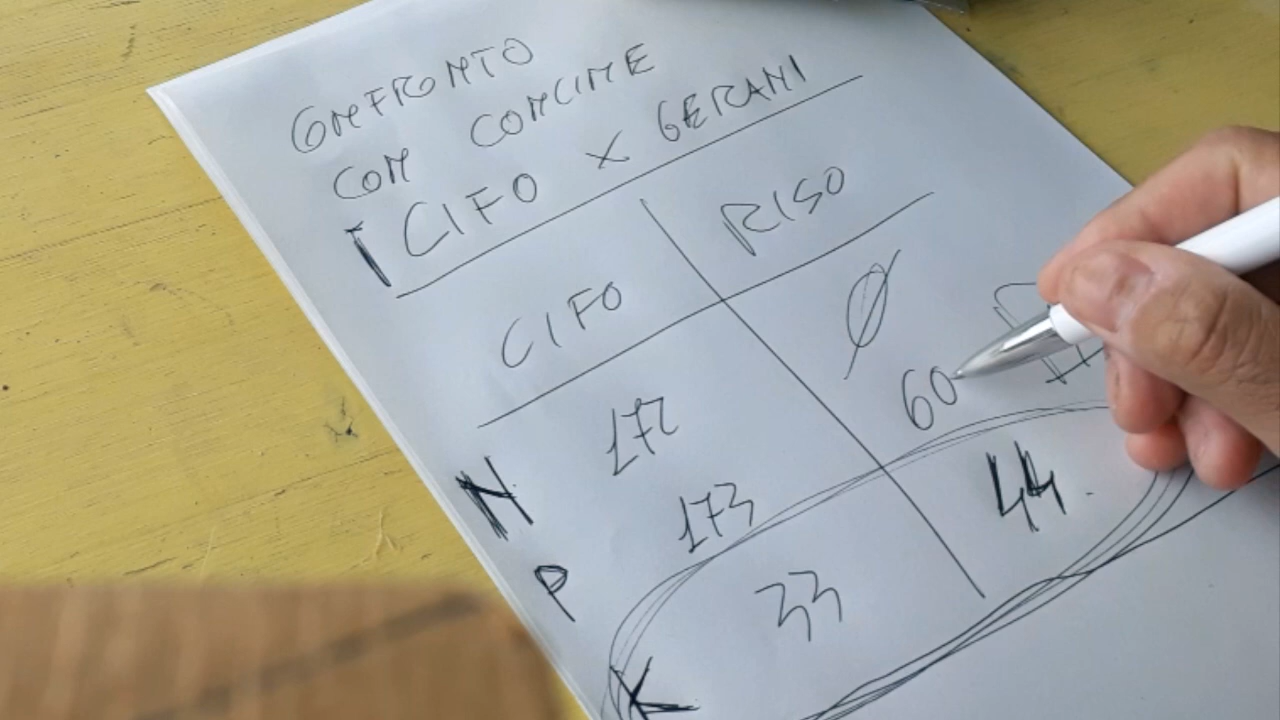 CONFRONTO
CON CONCIME
CIFO X GERANI
CIFO RISO
N 172 Ø
P 173 60
K 33 44.